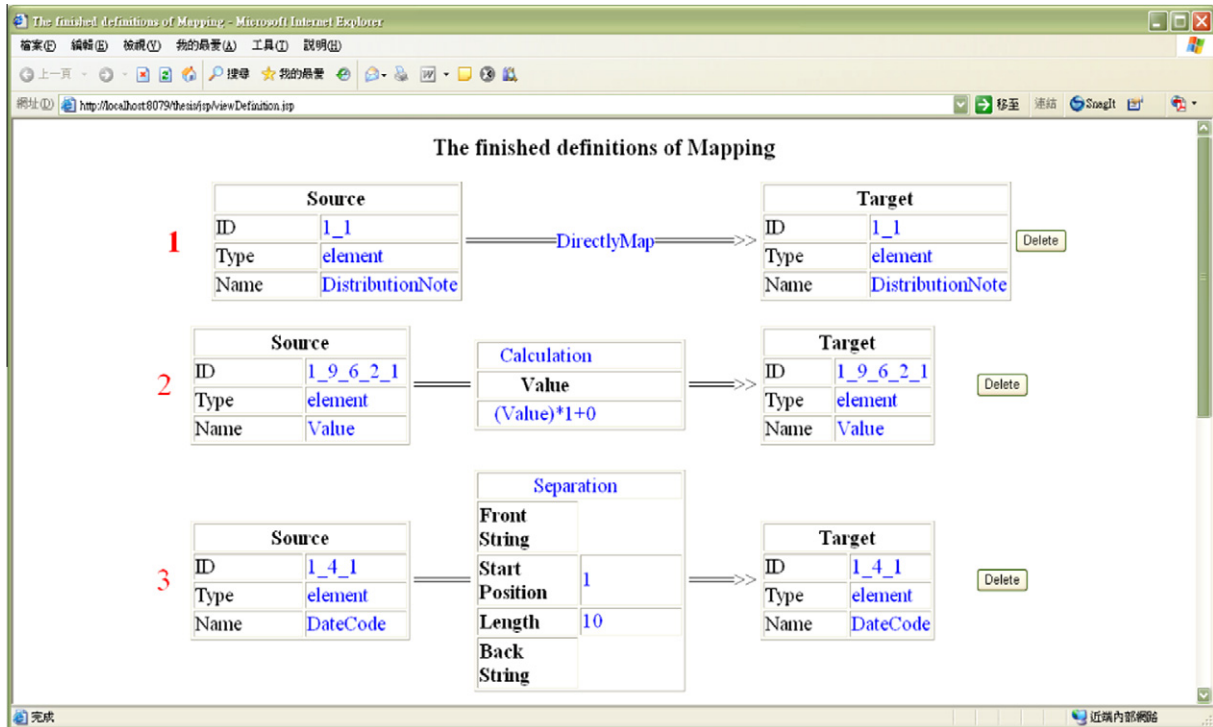 The finished definitions of Mapping - Microsoft Internet Explorer
檔案(F) 編輯(E) 檢視(V) 我的最愛(A) 工具(T) 說明(H)
上一頁 搜尋 我的最愛
網址(D) http://localhost:8079/thesis/jsp/viewDefinition.jsp 移至 連結 SnagIt
The finished definitions of Mapping
1
Source
ID 1_1
Type element
Name DistributionNote
DirectlyMap
>>
Target
ID 1_1
Type element
Name DistributionNote
Delete
2
Source
ID 1_9_6_2_1
Type element
Name Value
Calculation
Value
(Value)*1+0
>>
Target
ID 1_9_6_2_1
Type element
Name Value
Delete
3
Source
ID 1_4_1
Type element
Name DateCode
Separation
Front
String
Start
Position 1
Length 10
Back
String
>>
Target
ID 1_4_1
Type element
Name DateCode
Delete
完成 近端內部網路